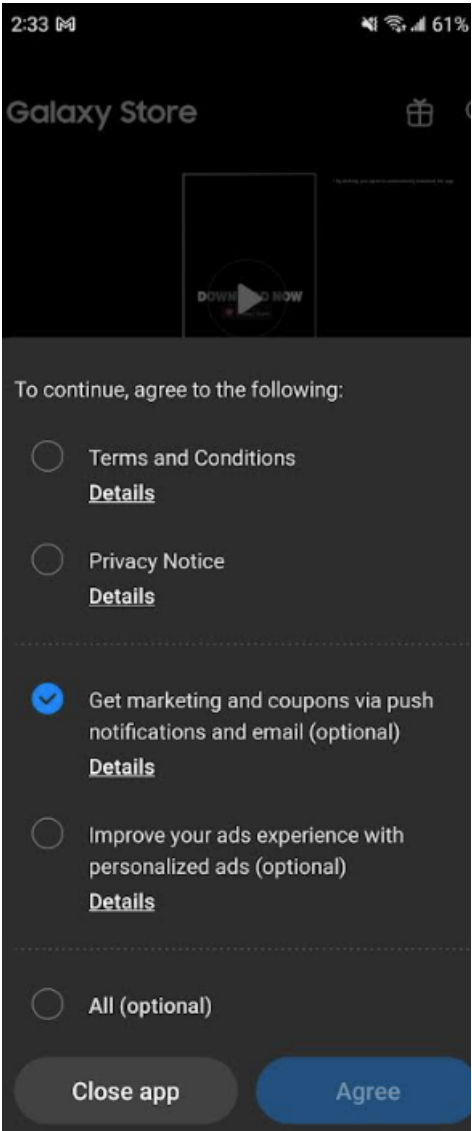 2:33 61%
Galaxy Store
DOWNLOAD NOW
To continue, agree to the following:
Terms and Conditions
Details
Privacy Notice
Details
Get marketing and coupons via push
notifications and email (optional)
Details
Improve your ads experience with
personalized ads (optional)
Details
All (optional)
Close app Agree